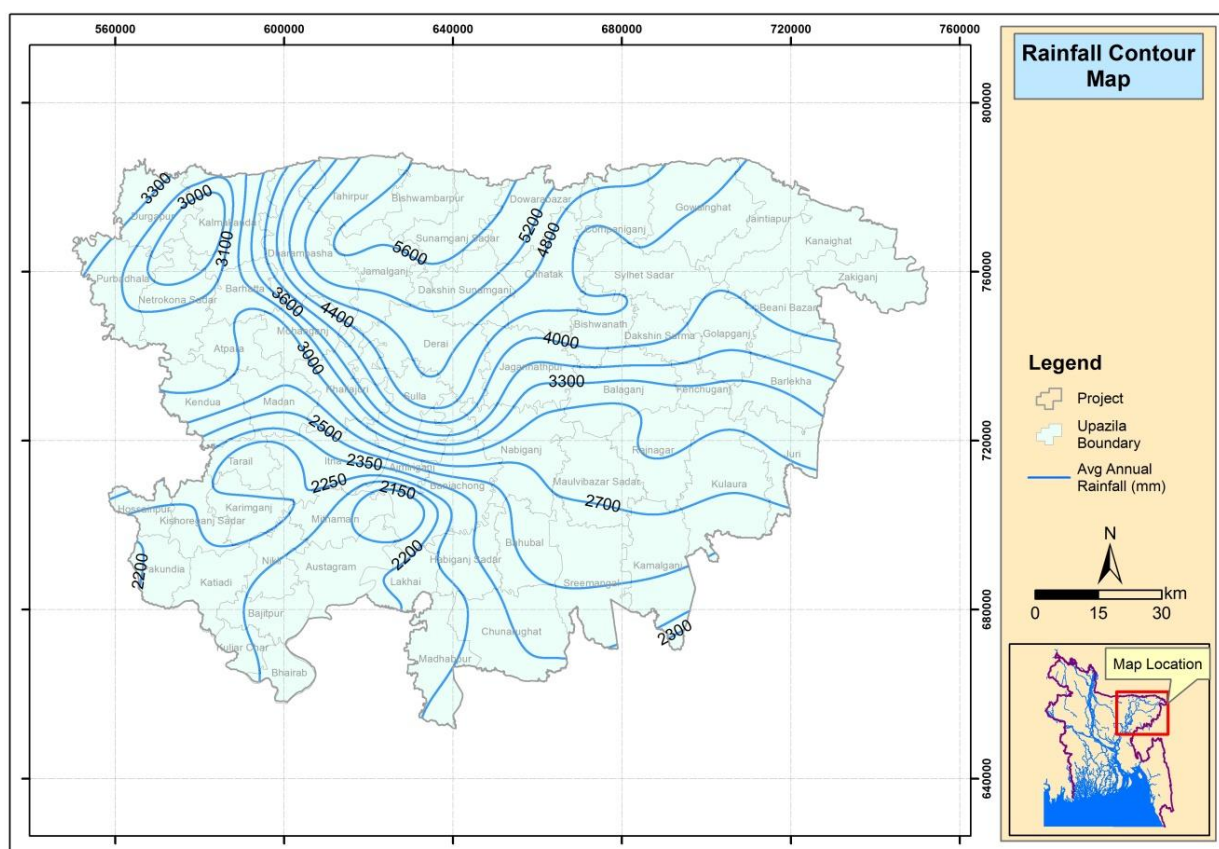 560000
600000
640000
680000
720000
760000
Rainfall Contour
Map
800000
760000
720000
680000
640000
3300
3000
Durgapur
Kalmakanda
3100
Purbadhala
Netrokona Sadar
Barhatta
3600
Tahirpur
Bishwambarpur
Dowarabazar
5200
4800
Sunamganj Sadar
5600
Dharampasha
Jamalganj
Dakshin Sunamganj
Chhatak
Companiganj
Gowainghat
Jaintiapur
Kanaighat
Zakiganj
Sylhet Sadar
4400
Mohanganj
Atpara
3000
Derai
Bishwanath
4000
Dakshin Surma
Golapganj
Beani Bazar
Jagannathpur
3300
Khaliajuri
Sulla
Balaganj
Fenchuganj
Barlekha
Kendua
Madan
2500
2350
Tarail
Itna
Ajmiriganj
Nabiganj
Rajnagar
Juri
2250
2150
Baniachong
Maulvibazar Sadar
Kulaura
2700
Hossainpur
Karimganj
Kishoreganj Sadar
Mithamain
Bahubal
2200
Habiganj Sadar
Nikli
Austagram
Kamalganj
2200
Pakundia
Katiadi
Lakhai
Sreemangal
Bajitpur
Chunarughat
2300
Kuliar Char
Bhairab
Madhabpur
Legend
Project
Upazila
Boundary
Avg Annual
Rainfall (mm)
N
km
0
15
30
Map Location